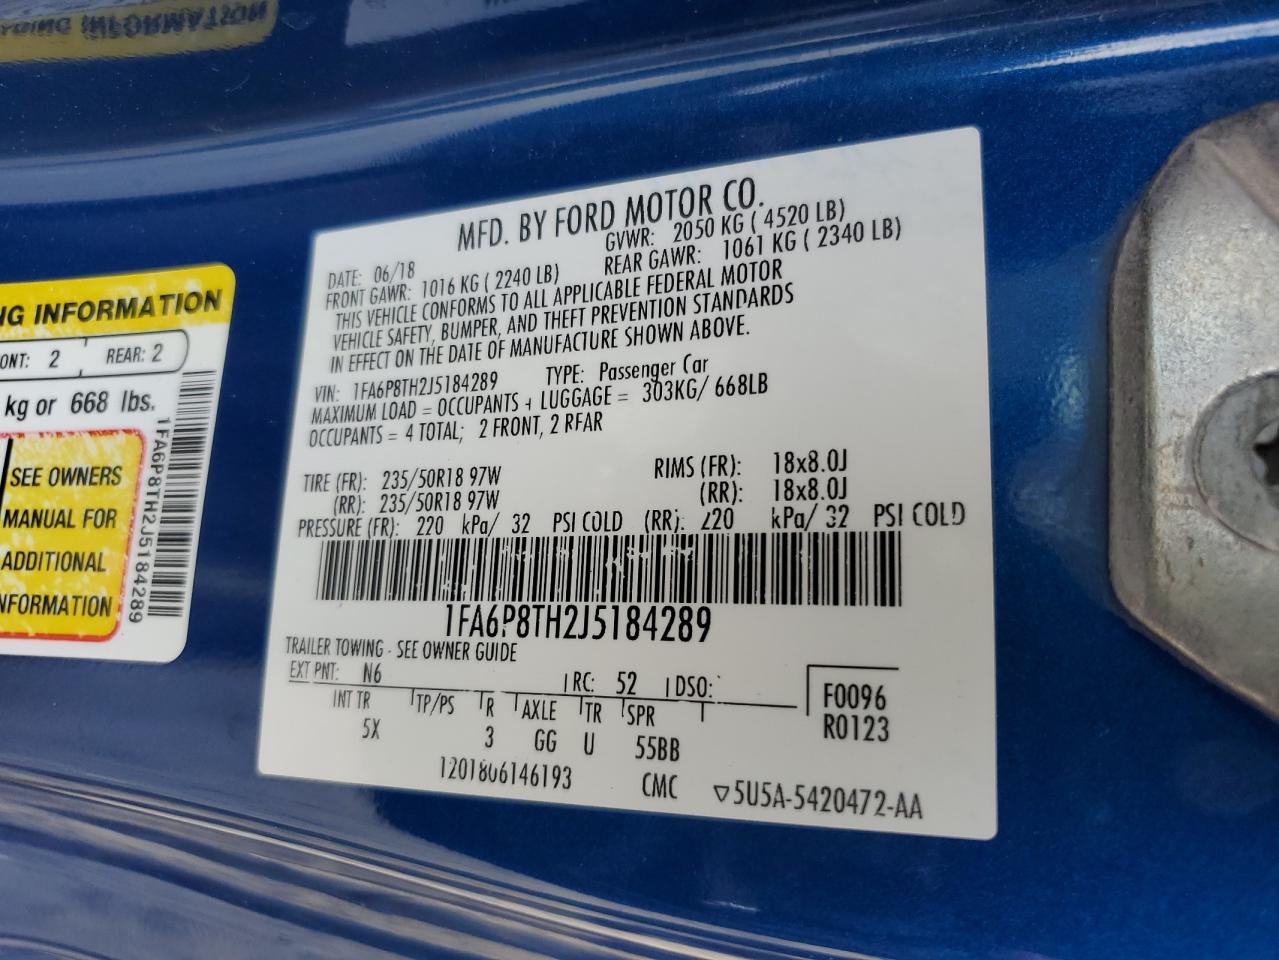 DING INFORMATION
MFD. BY FORD MOTOR CO.
DATE: 06/18 GVWR: 2050 KG ( 4520 LB)
FRONT GAWR: 1016 KG ( 2240 LB) REAR GAWR: 1061 KG ( 2340 LB)
THIS VEHICLE CONFORMS TO ALL APPLICABLE FEDERAL MOTOR
VEHICLE SAFETY, BUMPER, AND THEFT PREVENTION STANDARDS
IN EFFECT ON THE DATE OF MANUFACTURE SHOWN ABOVE.
VIN: 1FA6P8TH2J5184289 TYPE: Passenger Car
MAXIMUM LOAD = OCCUPANTS + LUGGAGE = 303KG/ 668LB
OCCUPANTS = 4 TOTAL; 2 FRONT, 2 REAR
TIRE (FR): 235/50R18 97W RIMS (FR): 18x8.0J
(RR): 235/50R18 97W (RR): 18x8.0J
PRESSURE (FR): 220 kPa/ 32 PSI COLD (RR): 220 kPa/ 32 PSI COLD
1FA6P8TH2J5184289
TRAILER TOWING - SEE OWNER GUIDE
EXT PNT: N6 RC: 52 DSO:
F0096
INT TR TP/PS R AXLE TR SPR
R0123
5X 3 GG U 55BB
1201806146193 CMC ▽5U5A-5420472-AA
NG INFORMATION
ONT: 2 REAR: 2
kg or 668 lbs.
SEE OWNERS
MANUAL FOR
ADDITIONAL
NFORMATION
1FA6P8TH2J5184289